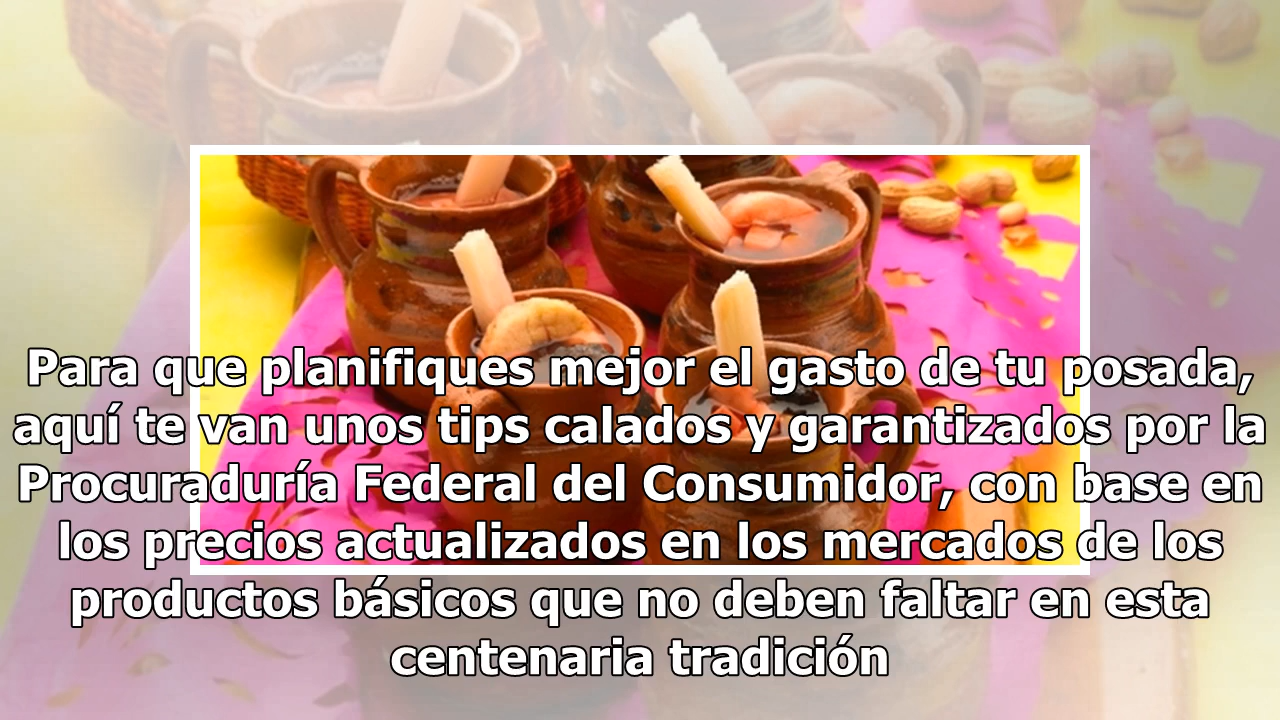 Para que planifiques mejor el gasto de tu posada,
aquí te van unos tips calados y garantizados por la
Procuraduría Federal del Consumidor, con base en
los precios actualizados en los mercados de los
productos básicos que no deben faltar en esta
centenaria tradición